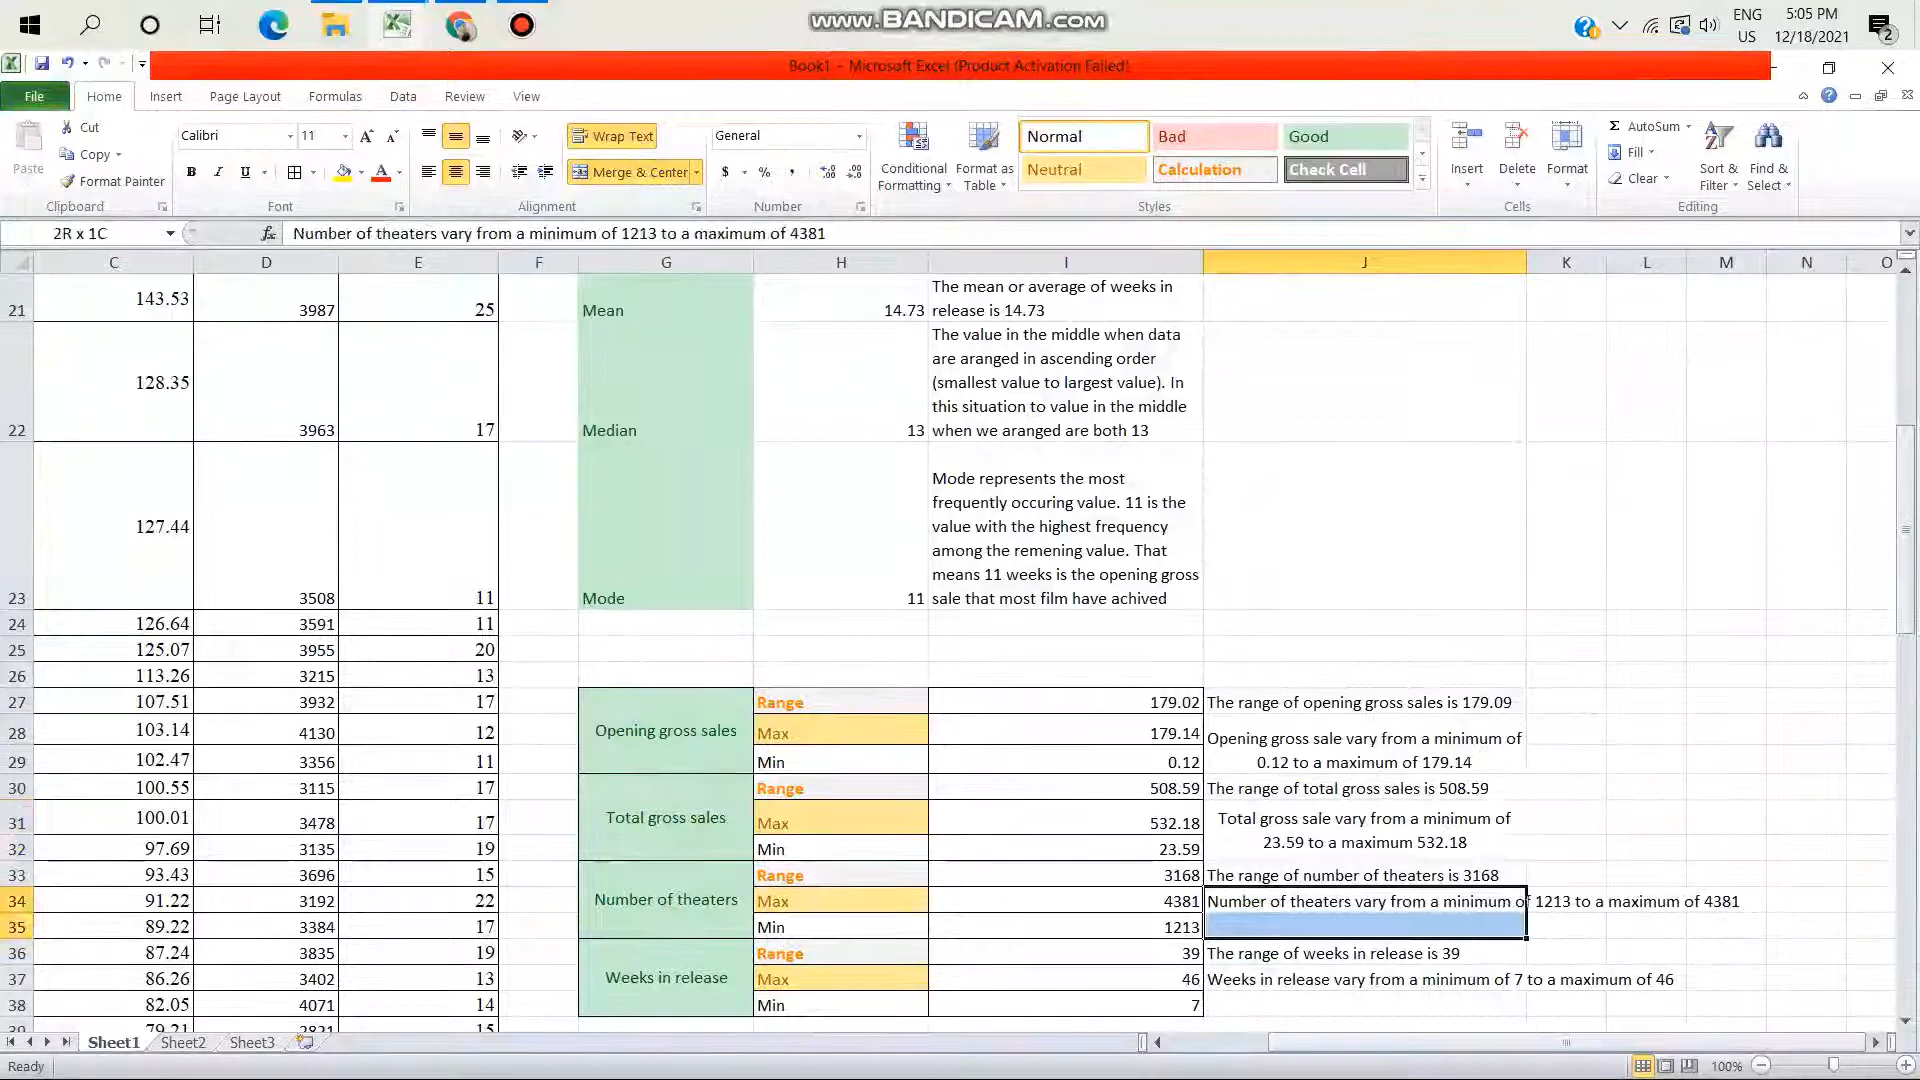 www.BANDICAM.com
ENG
US
5:05 PM
12/18/2021
2
Book1 - Microsoft Excel (Product Activation Failed)
File Home Insert Page Layout Formulas Data Review View
Paste
Cut
Copy
Format Painter
Clipboard
Calibri 11
B I U
Font
Wrap Text
Merge & Center
Alignment
General
$ % ,
Number
Conditional Formatting
Format as Table
Normal Bad Good
Neutral Calculation Check Cell
Styles
Insert Delete Format
Cells
Σ AutoSum
Fill
Clear
Sort & Filter
Find & Select
Editing
2R x 1C fx Number of theaters vary from a minimum of 1213 to a maximum of 4381
C D E F G H I J K L M N O
21 143.53 3987 25 Mean 14.73
The mean or average of weeks in
release is 14.73
22 128.35 3963 17 Median 13
The value in the middle when data
are aranged in ascending order
(smallest value to largest value). In
this situation to value in the middle
when we aranged are both 13
23 127.44 3508 11 Mode 11
Mode represents the most
frequently occuring value. 11 is the
value with the highest frequency
among the remening value. That
means 11 weeks is the opening gross
sale that most film have achived
24 126.64 3591 11
25 125.07 3955 20
26 113.26 3215 13
27 107.51 3932 17 Range 179.02 The range of opening gross sales is 179.09
28 103.14 4130 12 Opening gross sales Max 179.14 Opening gross sale vary from a minimum of
29 102.47 3356 11 Min 0.12 0.12 to a maximum of 179.14
30 100.55 3115 17 Range 508.59 The range of total gross sales is 508.59
31 100.01 3478 17 Total gross sales Max 532.18 Total gross sale vary from a minimum of
32 97.69 3135 19 Min 23.59 23.59 to a maximum 532.18
33 93.43 3696 15 Range 3168 The range of number of theaters is 3168
34 91.22 3192 22 Number of theaters Max 4381 Number of theaters vary from a minimum of 1213 to a maximum of 4381
35 89.22 3384 17 Min 1213
36 87.24 3835 19 Range 39 The range of weeks in release is 39
37 86.26 3402 13 Weeks in release Max 46 Weeks in release vary from a minimum of 7 to a maximum of 46
38 82.05 4071 14 Min 7
39 79.21 2821 15
Sheet1 Sheet2 Sheet3
Ready 100%